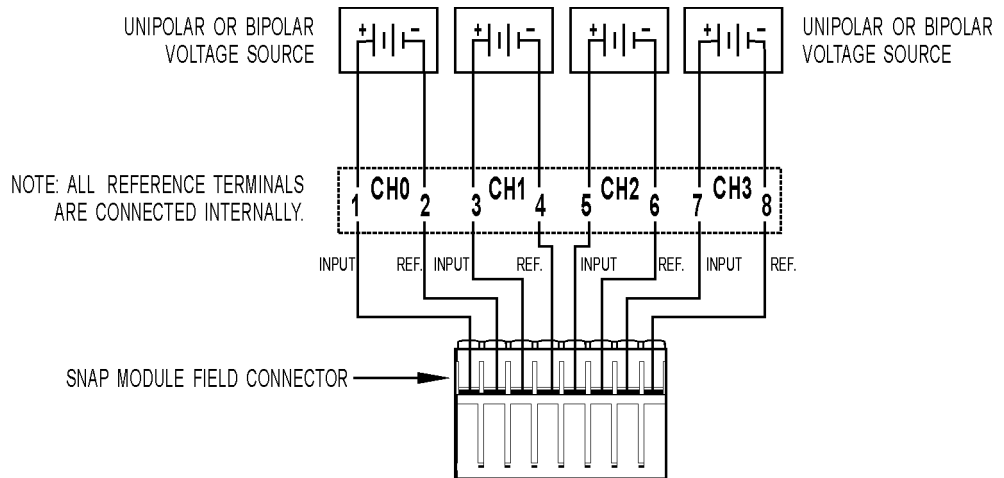 UNIPOLAR OR BIPOLAR
VOLTAGE SOURCE
+ - + - + - + -
UNIPOLAR OR BIPOLAR
VOLTAGE SOURCE
NOTE: ALL REFERENCE TERMINALS
ARE CONNECTED INTERNALLY.
CH0 CH1 CH2 CH3
1 2 3 4 5 6 7 8
INPUT REF. INPUT REF. INPUT REF. INPUT REF.
SNAP MODULE FIELD CONNECTOR